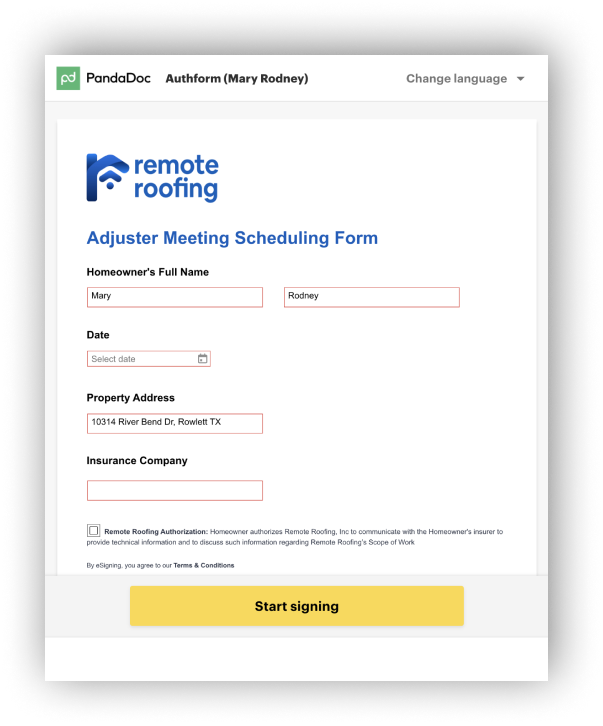 pd PandaDoc Authform (Mary Rodney) Change language
remote
roofing
Adjuster Meeting Scheduling Form
Homeowner's Full Name
Mary Rodney
Date
Select date
Property Address
10314 River Bend Dr, Rowlett TX
Insurance Company
Remote Roofing Authorization: Homeowner authorizes Remote Roofing, Inc to communicate with the Homeowner's insurer to
provide technical information and to discuss such information regarding Remote Roofing's Scope of Work
By eSigning, you agree to our Terms & Conditions
Start signing